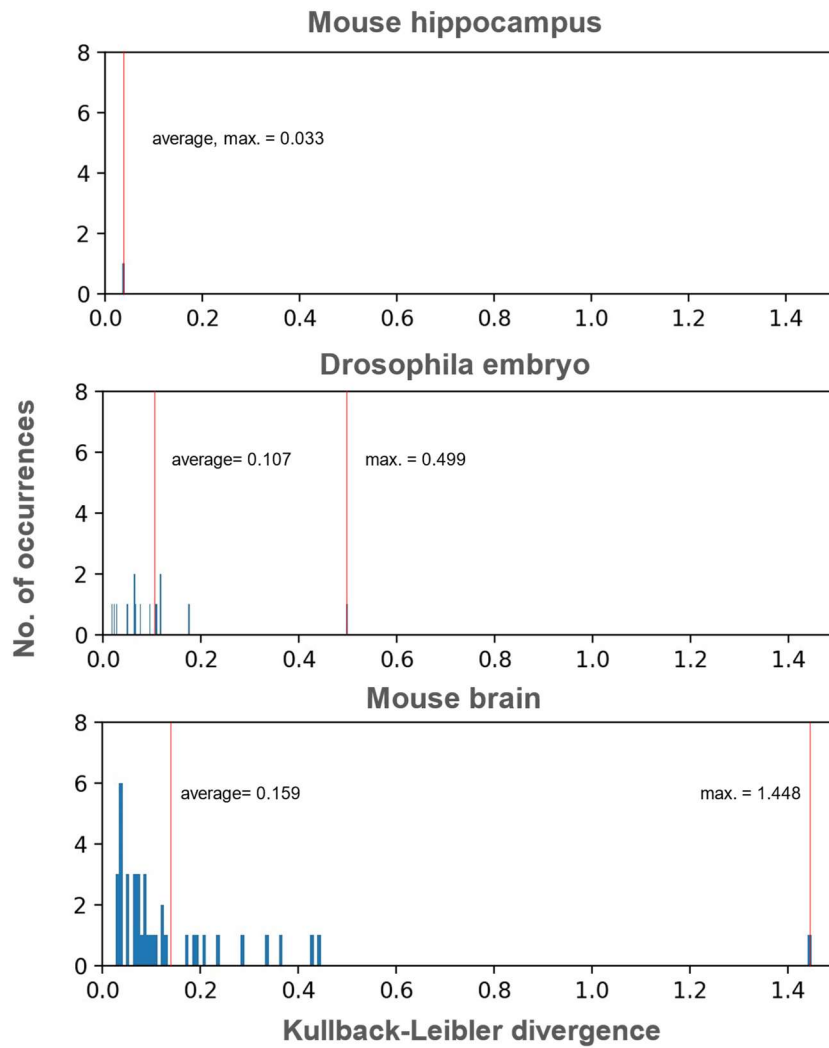 Mouse hippocampus
8
6
average, max. = 0.033
4
2
0
0.0 0.2 0.4 0.6 0.8 1.0 1.2 1.4
Drosophila embryo
8
6
average= 0.107 max. = 0.499
4
2
0
0.0 0.2 0.4 0.6 0.8 1.0 1.2 1.4
No. of occurrences
Mouse brain
8
6
average= 0.159 max. = 1.448
4
2
0
0.0 0.2 0.4 0.6 0.8 1.0 1.2 1.4
Kullback-Leibler divergence